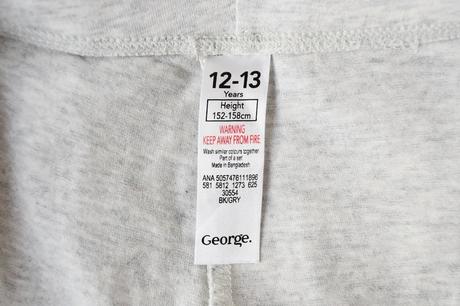 12-13
Years
Height
152-158cm
WARNING
KEEP AWAY FROM FIRE
Wash similar colours together
Part of a set
Made in Bangladesh
ANA 5057476111896
581 5812 1273 625
30554
BK/GRY
George.